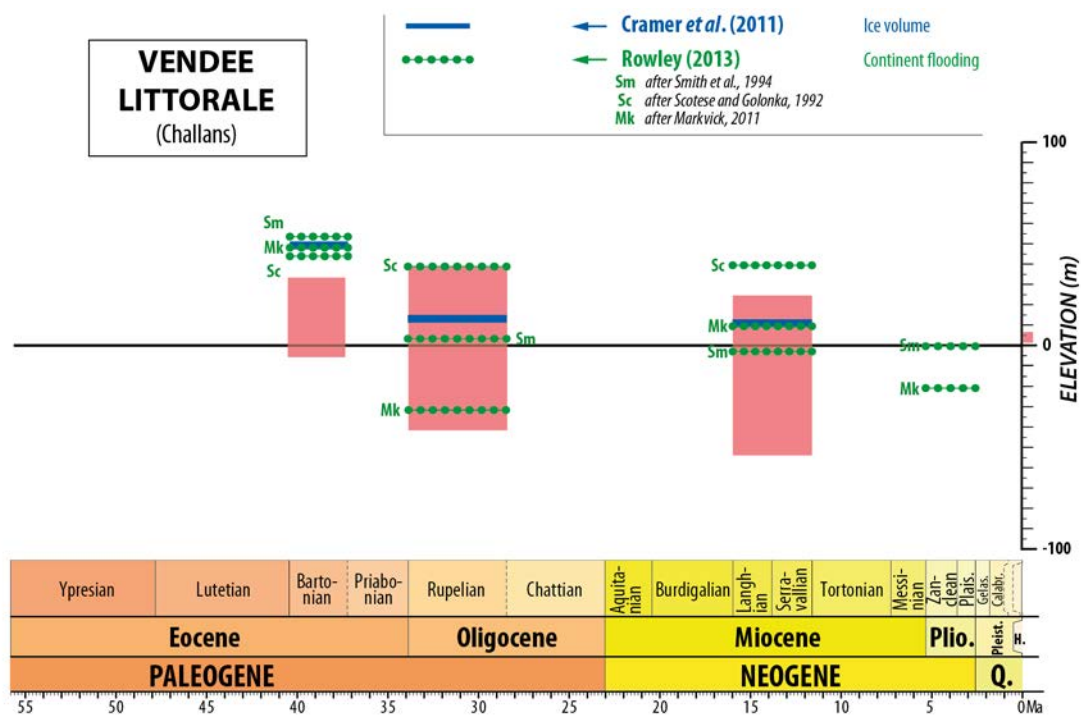 VENDEE
LITTORALE
(Challans)
Cramer et al. (2011) Ice volume
Rowley (2013) Continent flooding
Sm after Smith et al., 1994
Sc after Scotese and Golonka, 1992
Mk after Markvick, 2011
100
Sm
Mk
Sc
Sc
Sm
Mk
Sc
Mk
Sm
Sm
Mk
0
ELEVATION (m)
-100
Ypresian Lutetian Barto-nian Priabo-nian Rupelian Chattian Aquita-nian Burdigalian Langh-ian Serra-vallian Tortonian Messi-nian Zan-clean Plais. Gelas. Calabr.
Eocene Oligocene Miocene Plio. Pleist. H.
PALEOGENE NEOGENE Q.
55 50 45 40 35 30 25 20 15 10 5 0 Ma